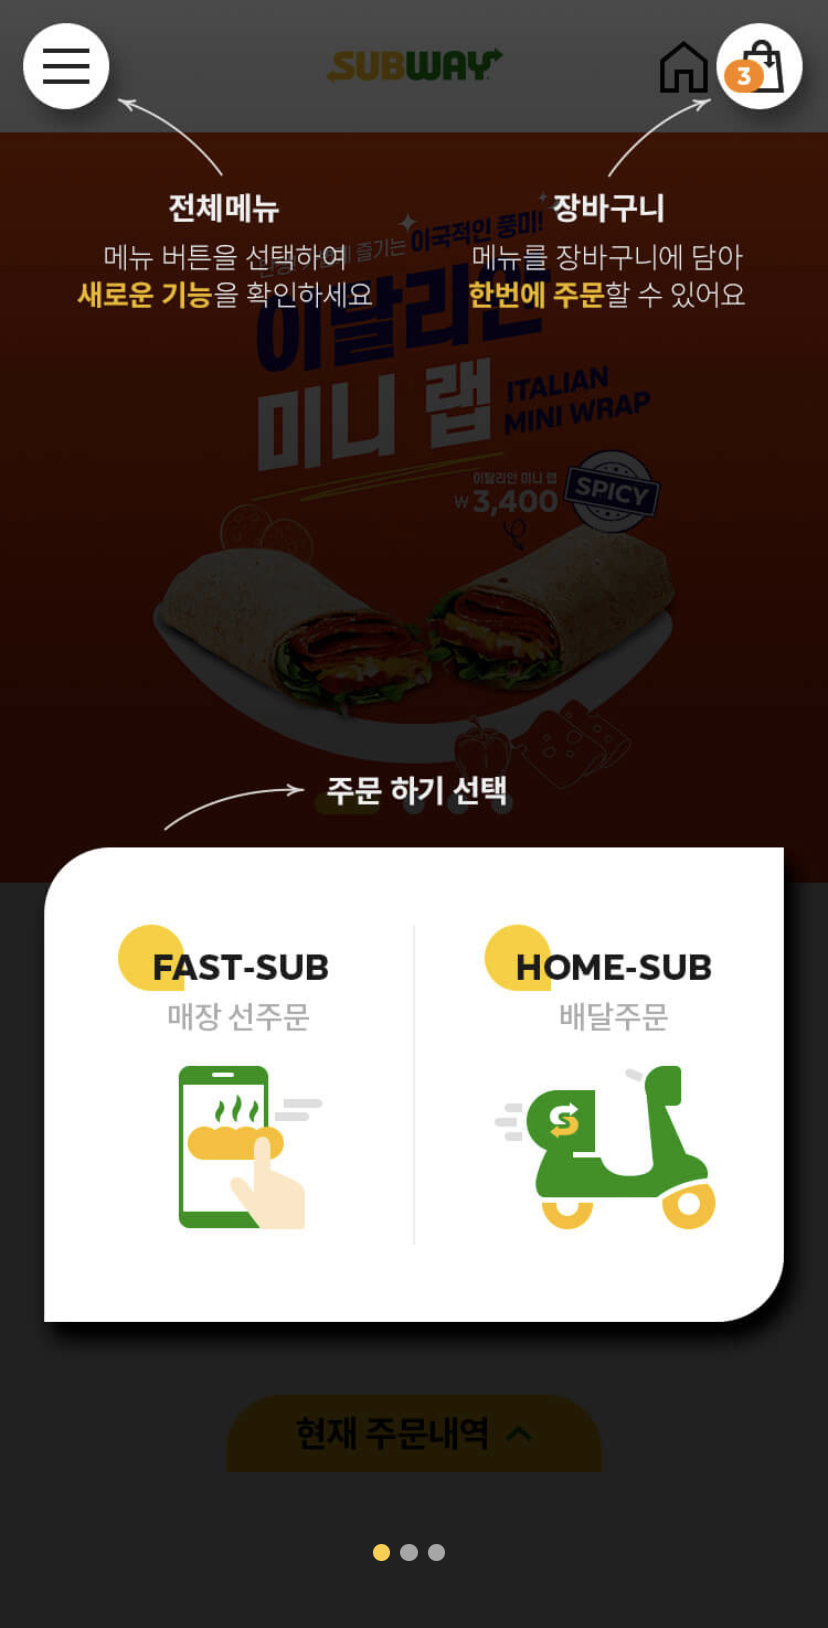 SUBWAY
3
전체메뉴
메뉴 버튼을 선택하여
새로운 기능을 확인하세요
장바구니
메뉴를 장바구니에 담아
한번에 주문할 수 있어요
즐기는 이국적인 풍미!
이탈리안
미니 랩
ITALIAN
MINI WRAP
이탈리안 미니 랩
₩3,400
SPICY
주문 하기 선택
FAST-SUB
매장 선주문
HOME-SUB
배달주문
현재 주문내역